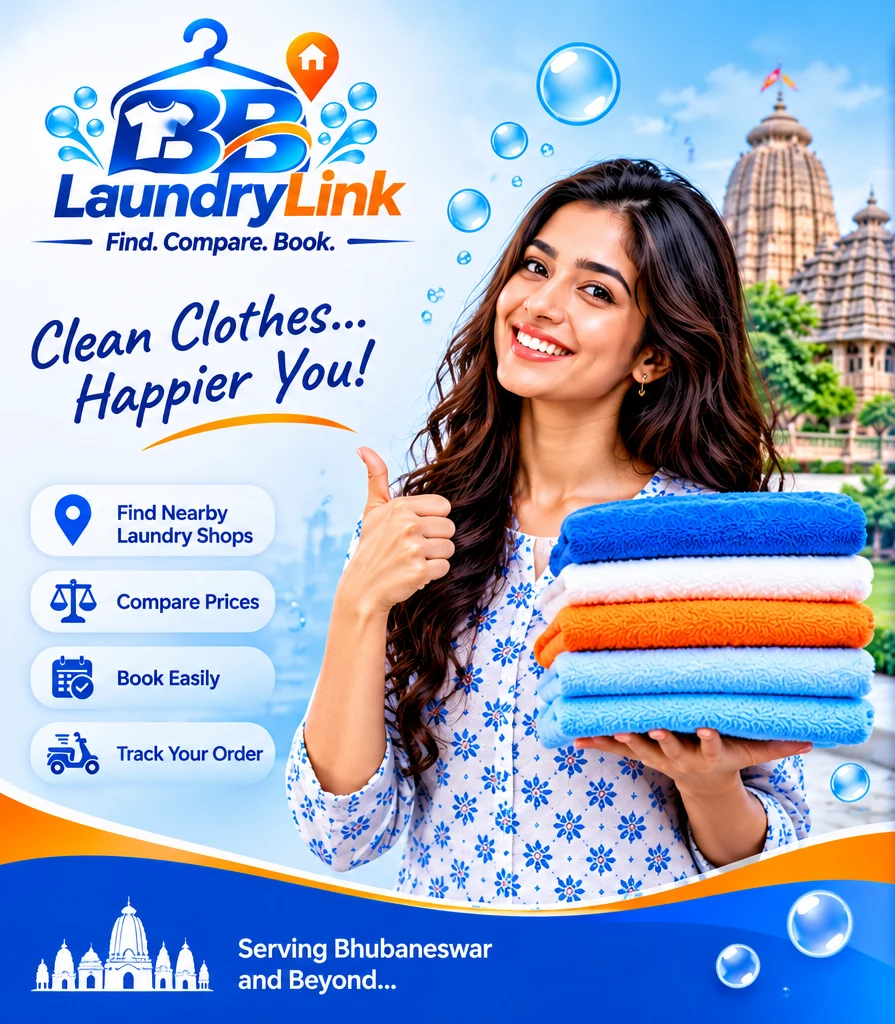 BB
LaundryLink
Find. Compare. Book.
Clean Clothes...
Happier You!
Find Nearby
Laundry Shops
Compare Prices
Book Easily
Track Your Order
Serving Bhubaneswar
and Beyond...